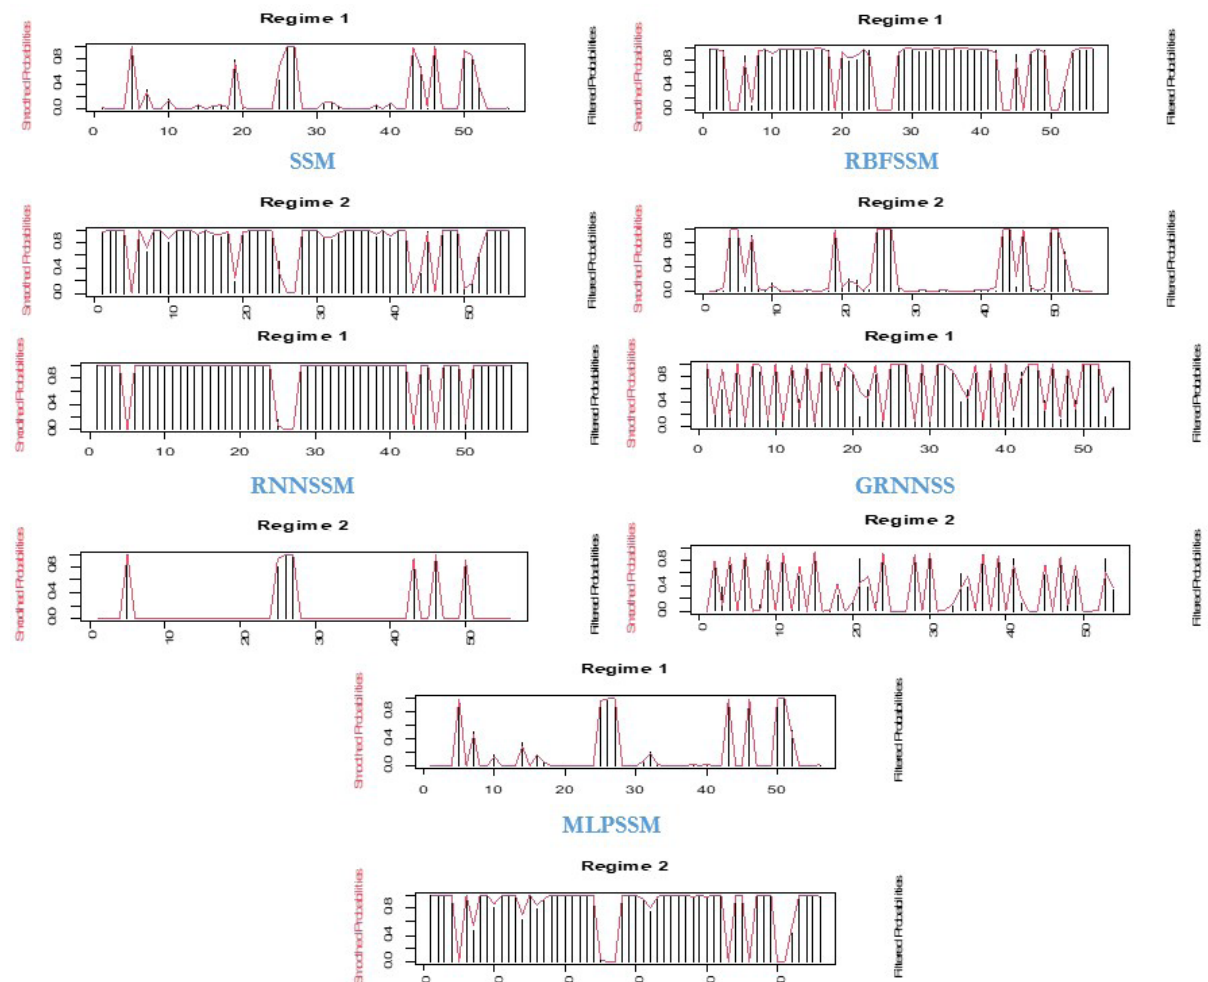 Regime 1
Smoothed Probabilities
0.0 0.4 0.8
Filtered Probabilities
0 10 20 30 40 50
SSM
Regime 2
Smoothed Probabilities
0.0 0.4 0.8
Filtered Probabilities
0 10 20 30 40 50
Regime 1
Smoothed Probabilities
0.0 0.4 0.8
Filtered Probabilities
0 10 20 30 40 50
RBFSSM
Regime 2
Smoothed Probabilities
0.0 0.4 0.8
Filtered Probabilities
0 10 20 30 40 50
Regime 1
Smoothed Probabilities
0.0 0.4 0.8
Filtered Probabilities
0 10 20 30 40 50
RNNSSM
Regime 2
Smoothed Probabilities
0.0 0.4 0.8
Filtered Probabilities
0 10 20 30 40 50
Regime 1
Smoothed Probabilities
0.0 0.4 0.8
Filtered Probabilities
0 10 20 30 40 50
GRNNSS
Regime 2
Smoothed Probabilities
0.0 0.4 0.8
Filtered Probabilities
0 10 20 30 40 50
Regime 1
Smoothed Probabilities
0.0 0.4 0.8
Filtered Probabilities
0 10 20 30 40 50
MLPSSM
Regime 2
Smoothed Probabilities
0.0 0.4 0.8
Filtered Probabilities